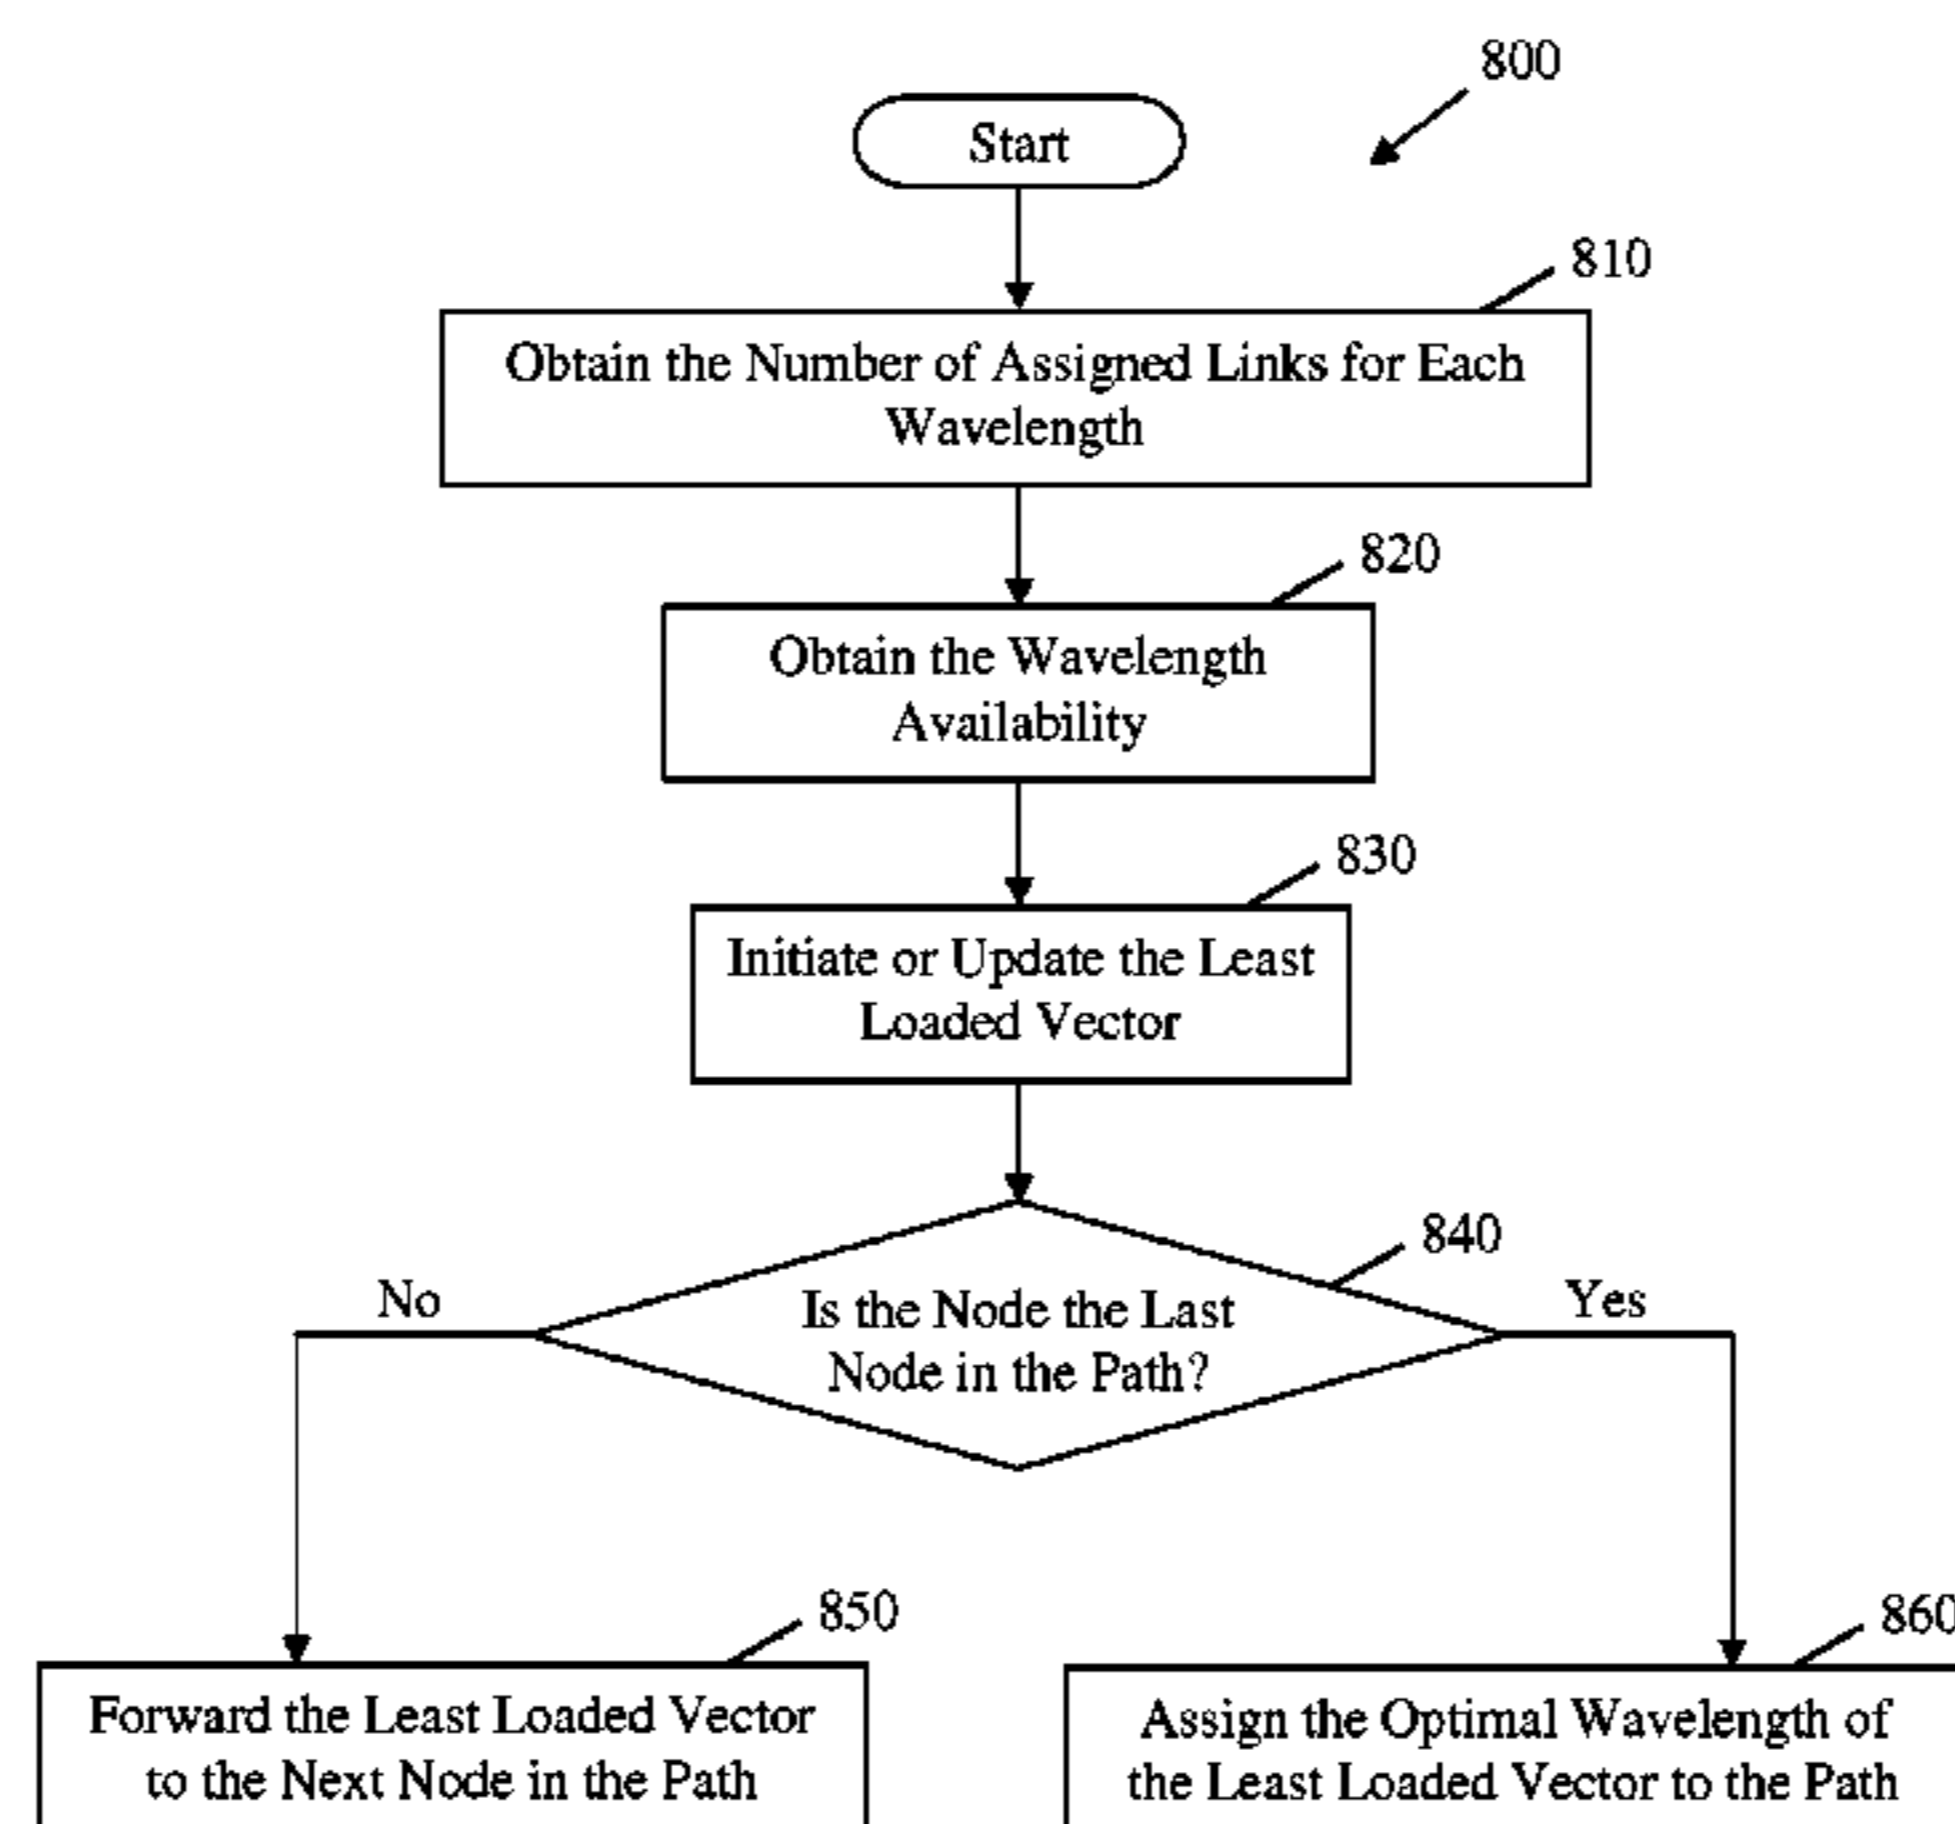 800
Start
810
Obtain the Number of Assigned Links for Each
Wavelength
820
Obtain the Wavelength
Availability
830
Initiate or Update the Least
Loaded Vector
840
No
Is the Node the Last
Node in the Path?
Yes
850
Forward the Least Loaded Vector
to the Next Node in the Path
860
Assign the Optimal Wavelength of
the Least Loaded Vector to the Path